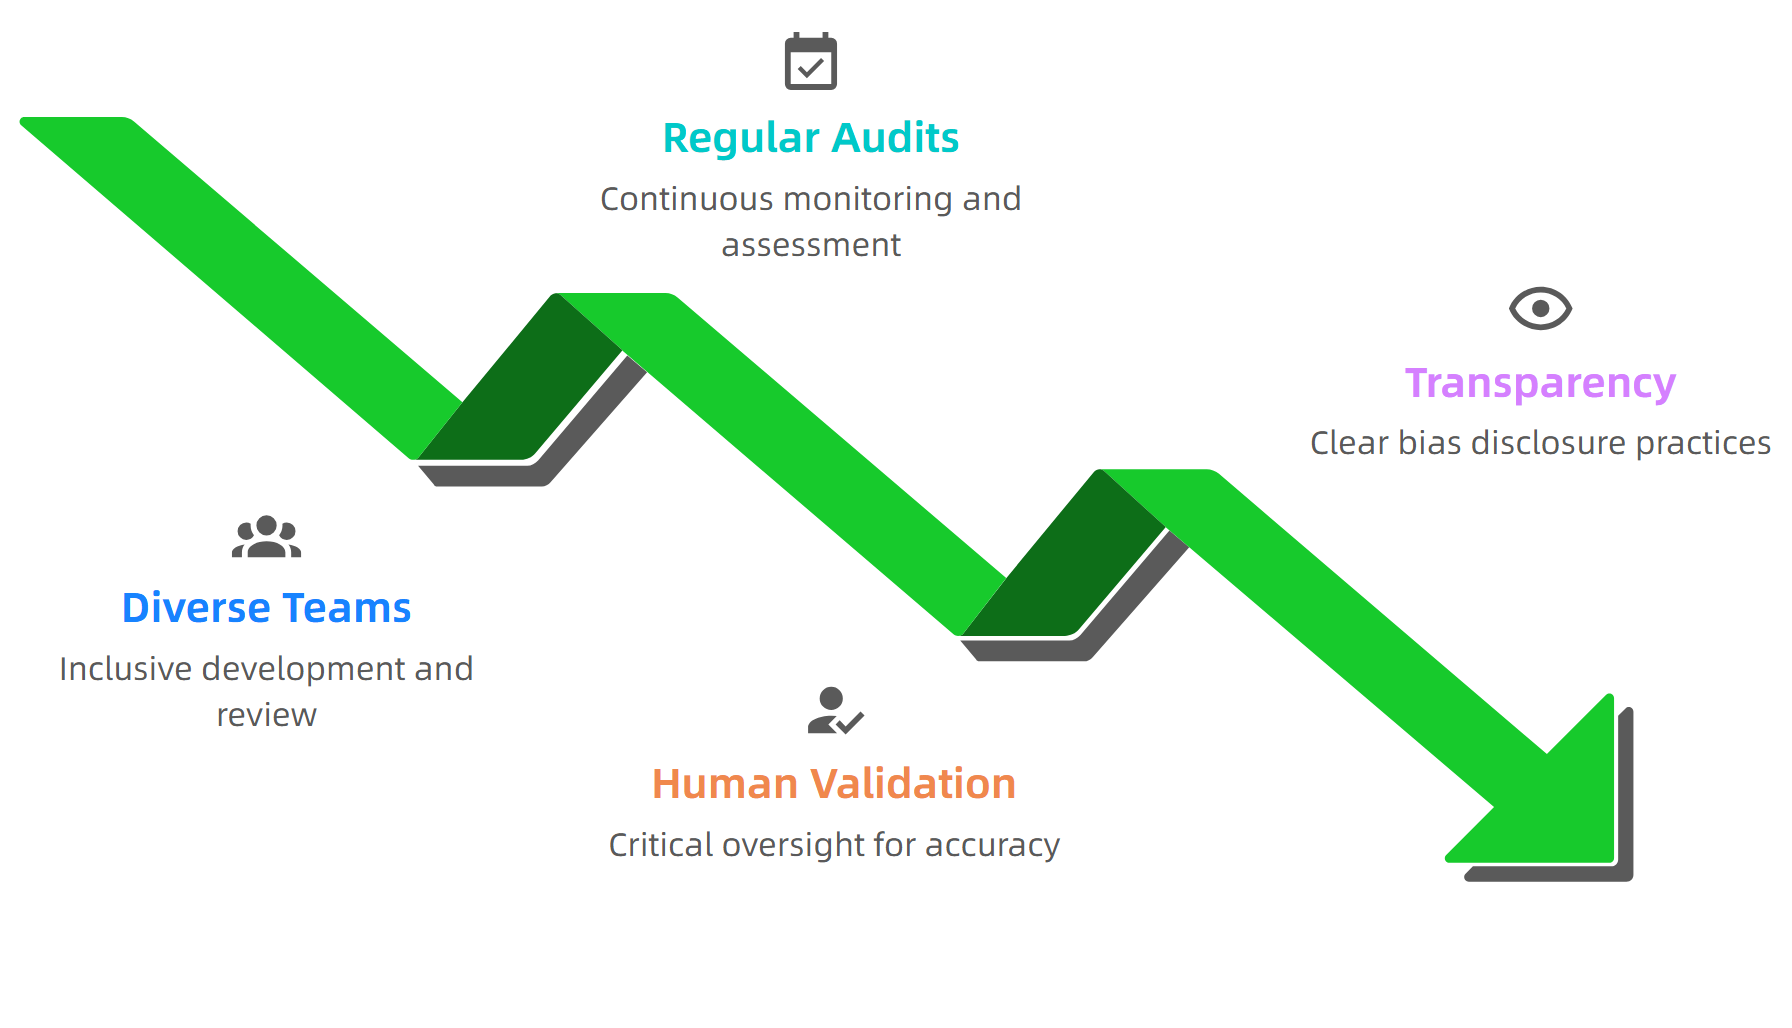 Regular Audits
Continuous monitoring and
assessment
Transparency
Clear bias disclosure practices
Diverse Teams
Inclusive development and
review
Human Validation
Critical oversight for accuracy